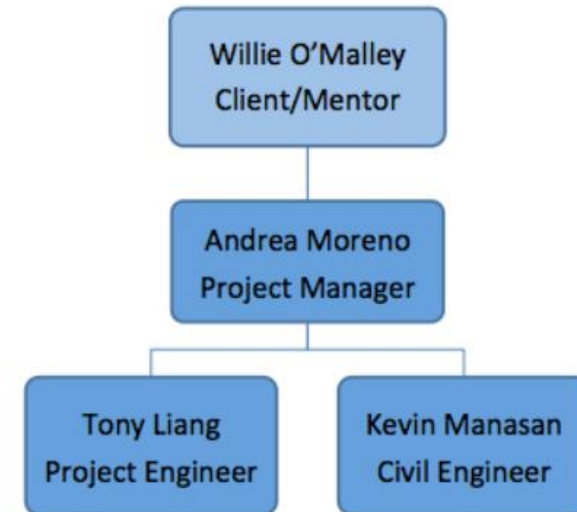 Willie O’Malley
Client/Mentor
Andrea Moreno
Project Manager
Tony Liang
Project Engineer
Kevin Manasan
Civil Engineer